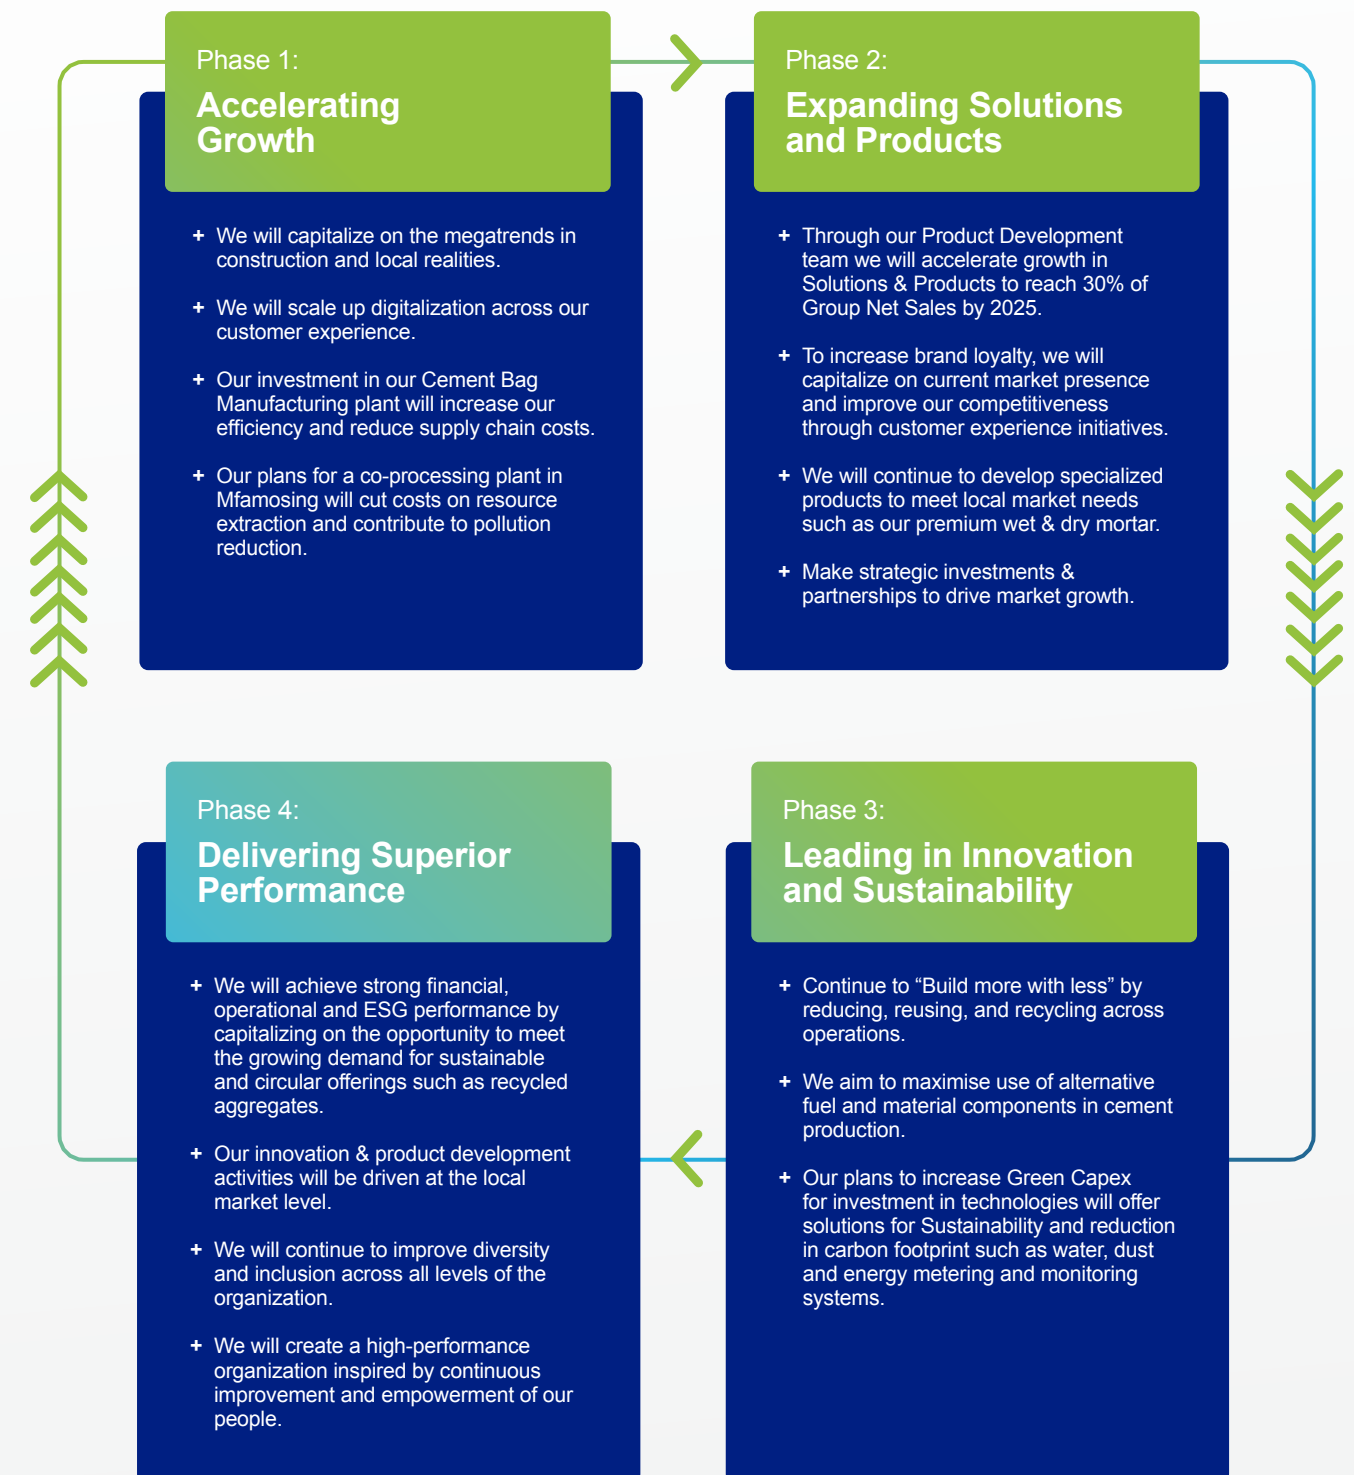 Phase 1:
Accelerating
Growth
+ We will capitalize on the megatrends in
construction and local realities.
+ We will scale up digitalization across our
customer experience.
+ Our investment in our Cement Bag
Manufacturing plant will increase our
efficiency and reduce supply chain costs.
+ Our plans for a co-processing plant in
Mfamosing will cut costs on resource
extraction and contribute to pollution
reduction.
Phase 2:
Expanding Solutions
and Products
+ Through our Product Development
team we will accelerate growth in
Solutions & Products to reach 30% of
Group Net Sales by 2025.
+ To increase brand loyalty, we will
capitalize on current market presence
and improve our competitiveness
through customer experience initiatives.
+ We will continue to develop specialized
products to meet local market needs
such as our premium wet & dry mortar.
+ Make strategic investments &
partnerships to drive market growth.
Phase 3:
Leading in Innovation
and Sustainability
+ Continue to “Build more with less” by
reducing, reusing, and recycling across
operations.
+ We aim to maximise use of alternative
fuel and material components in cement
production.
+ Our plans to increase Green Capex
for investment in technologies will offer
solutions for Sustainability and reduction
in carbon footprint such as water, dust
and energy metering and monitoring
systems.
Phase 4:
Delivering Superior
Performance
+ We will achieve strong financial,
operational and ESG performance by
capitalizing on the opportunity to meet
the growing demand for sustainable
and circular offerings such as recycled
aggregates.
+ Our innovation & product development
activities will be driven at the local
market level.
+ We will continue to improve diversity
and inclusion across all levels of the
organization.
+ We will create a high-performance
organization inspired by continuous
improvement and empowerment of our
people.